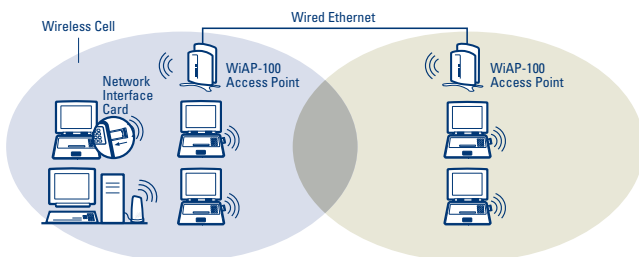 Wired Ethernet
Wireless Cell
WiAP-100
Access Point
WiAP-100
Access Point
Network
Interface
Card